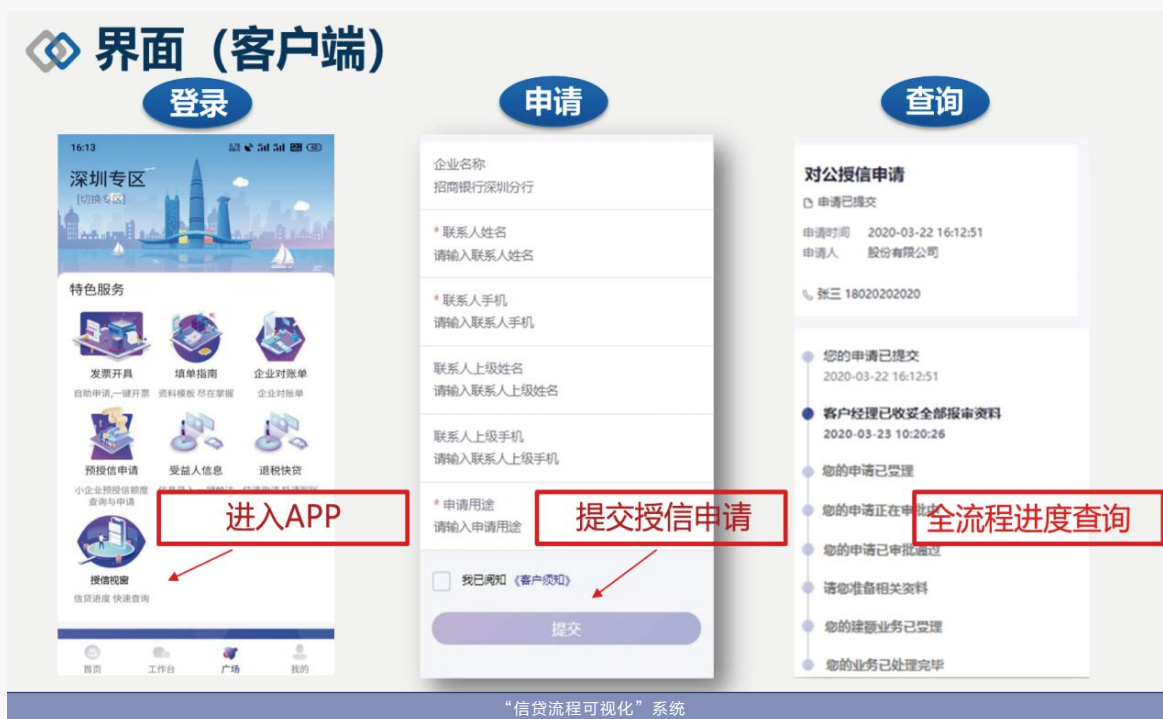 界面（客户端）
登录
16:13
深圳专区
[切换专区]
特色服务
发票开具
填单指南
企业对账单
自助申请,一键开票
资料模板 尽在掌握
企业对账单
预授信申请
受益人信息
退税快贷
小企业预授信额度
查询与申请
进入APP
授信视窗
信贷进度 快速查询
首页
工作台
广场
我的
申请
企业名称
招商银行深圳分行
* 联系人姓名
请输入联系人姓名
* 联系人手机
请输入联系人手机
联系人上级姓名
请输入联系人上级姓名
联系人上级手机
请输入联系人上级手机
* 申请用途
请输入申请用途
提交授信申请
我已阅知《客户须知》
提交
查询
对公授信申请
申请已提交
申请时间 2020-03-22 16:12:51
申请人 股份有限公司
张三 18020202020
您的申请已提交
2020-03-22 16:12:51
客户经理已收妥全部报审资料
2020-03-23 10:20:26
您的申请已受理
您的申请正在审批中
全流程进度查询
您的申请已审批通过
请您准备相关资料
您的建额业务已受理
您的业务已处理完毕
“信贷流程可视化”系统